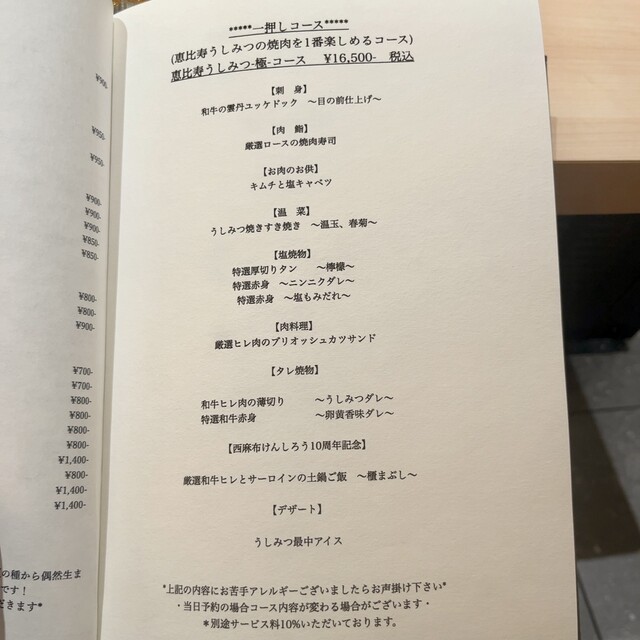 ¥900-
¥950-
¥950-
¥900-
¥900-
¥900-
¥850-
¥850-
¥800-
¥800-
¥900-
¥700-
¥700-
¥800-
¥800-
¥800-
¥800-
¥1,400-
¥800-
¥1,400-
¥1,400-
の種から偶然生ま
です！
だきます*
*****一押しコース*****
(恵比寿うしみつの焼肉を1番楽しめるコース)
恵比寿うしみつ-極-コース ¥16,500- 税込
【刺 身】
和牛の雲丹ユッケドック ～目の前仕上げ～
【肉 鮨】
厳選ロースの焼肉寿司
【お肉のお供】
キムチと塩キャベツ
【温 菜】
うしみつ焼きすき焼き ～温玉、春菊～
【塩焼物】
特選厚切りタン ～檸檬～
特選赤身 ～ニンニクダレ～
特選赤身 ～塩もみだれ～
【肉料理】
厳選ヒレ肉のブリオッシュカツサンド
【タレ焼物】
和牛ヒレ肉の薄切り ～うしみつダレ～
特選和牛赤身 ～卵黄香味ダレ～
【西麻布けんしろう10周年記念】
厳選和牛ヒレとサーロインの土鍋ご飯 ～櫃まぶし～
【デザート】
うしみつ最中アイス
*上記の内容にお苦手アレルギーございましたらお声掛け下さい*
・当日予約の場合コース内容が変わる場合がございます・
＊別途サービス料10%いただいております。